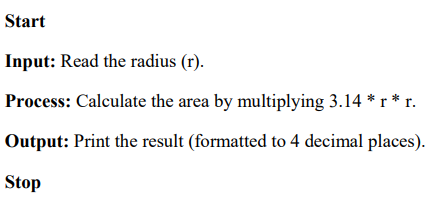 Start
Input: Read the radius (r).
Process: Calculate the area by multiplying 3.14 * r * r.
Output: Print the result (formatted to 4 decimal places).
Stop